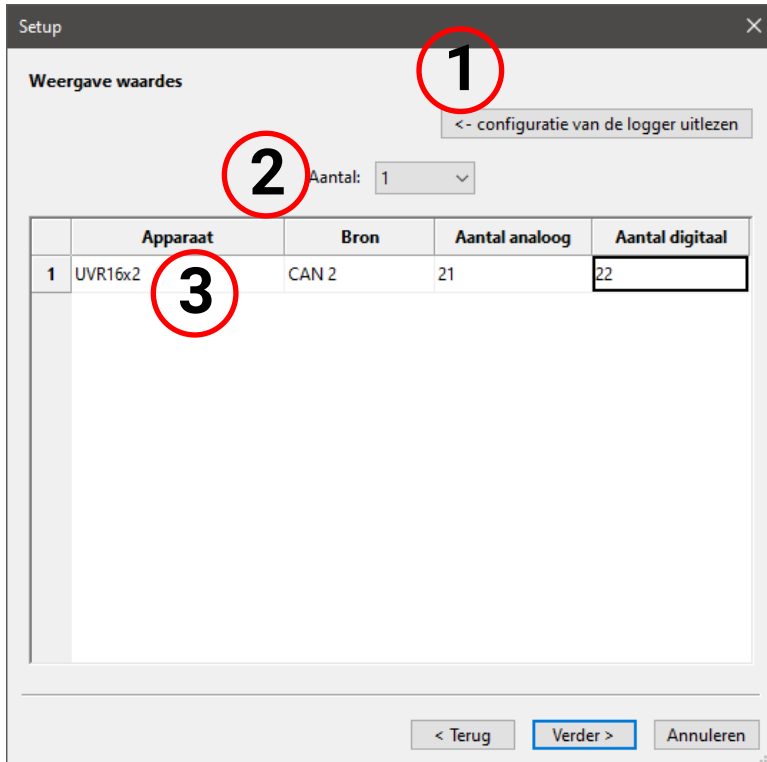 Setup
Weergave waardes
1
<- configuratie van de logger uitlezen
2
Aantal: 1
Apparaat Bron Aantal analoog Aantal digitaal
1 UVR16x2 CAN 2 21 22
3
< Terug Verder > Annuleren